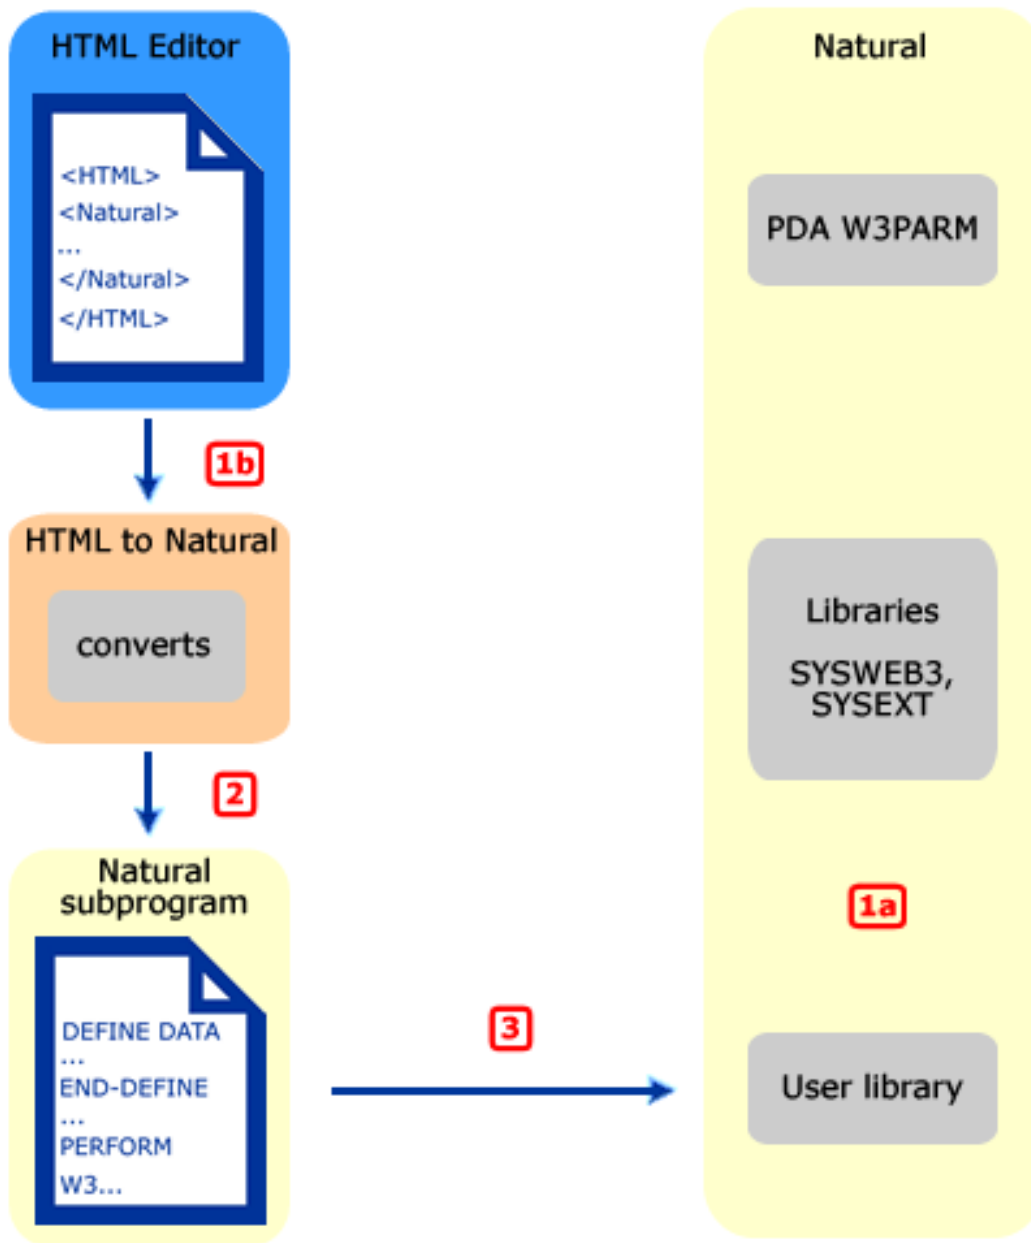 HTML Editor
<HTML>
<Natural>
...
</Natural>
</HTML>
1b
HTML to Natural
converts
2
Natural
subprogram
DEFINE DATA
...
END-DEFINE
...
PERFORM
W3...
3
Natural
PDA W3PARM
Libraries
SYSWEB3,
SYSEXT
1a
User library